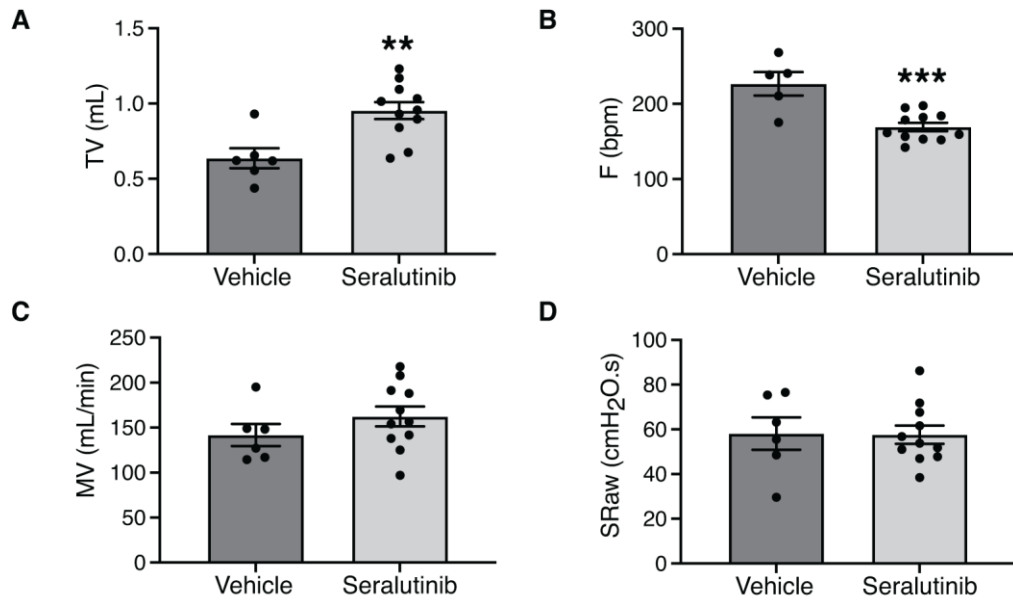 A
TV (mL)
1.5
1.0
0.5
0.0
**
Vehicle
Seralutinib
B
F (bpm)
300
200
100
0
***
Vehicle
Seralutinib
C
MV (mL/min)
250
200
150
100
50
0
Vehicle
Seralutinib
D
SRaw (cmH₂O.s)
100
80
60
40
20
0
Vehicle
Seralutinib